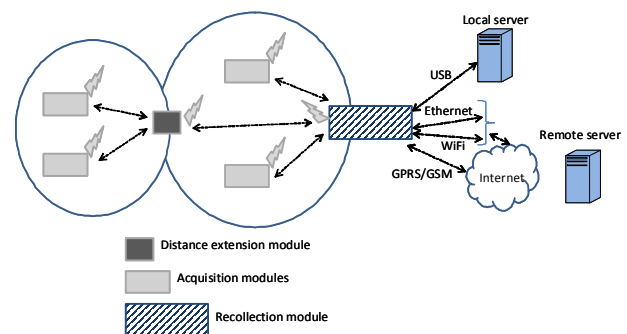 Local server
USB
Ethernet
WiFi
Remote server
GPRS/GSM
Internet
Distance extension module
Acquisition modules
Recollection module